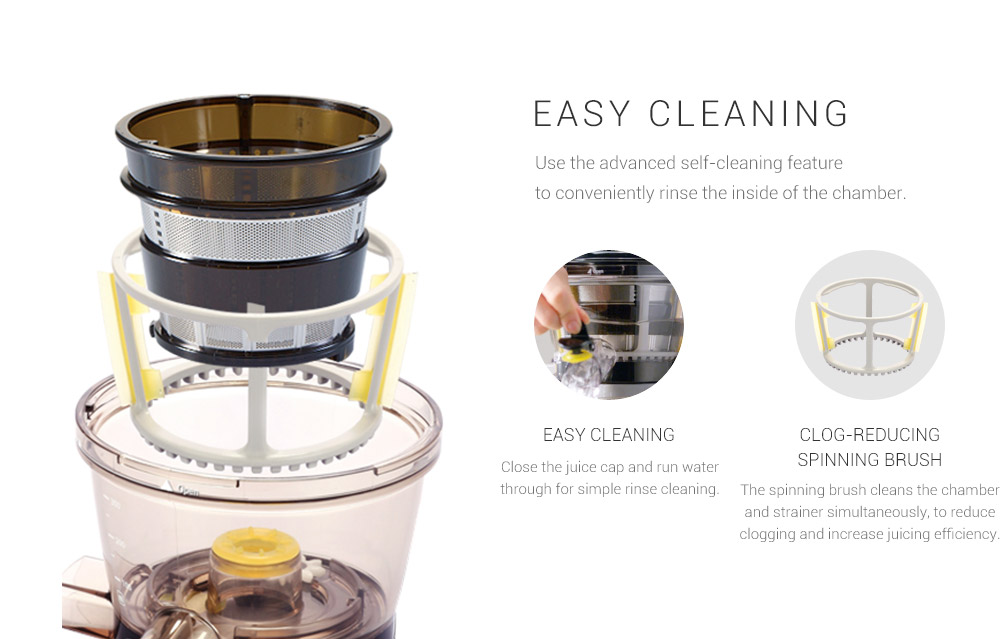 EASY CLEANING
Use the advanced self-cleaning feature
to conveniently rinse the inside of the chamber.
EASY CLEANING
Close the juice cap and run water
through for simple rinse cleaning.
CLOG-REDUCING
SPINNING BRUSH
The spinning brush cleans the chamber
and strainer simultaneously, to reduce
clogging and increase juicing efficiency.
Open